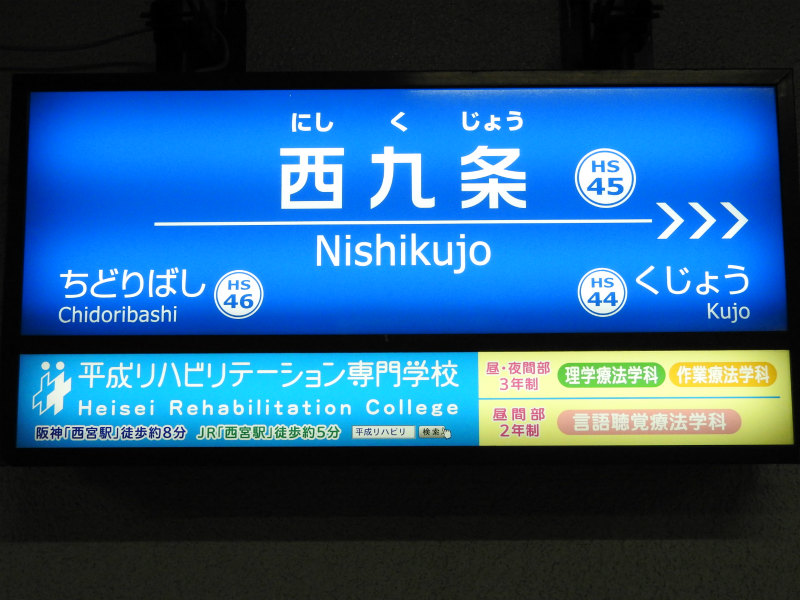 にし く じょう
西九条
HS
45
Nishikujo
ちどりばし
HS
46
Chidoribashi
HS
44
くじょう
Kujo
平成リハビリテーション専門学校
Heisei Rehabilitation College
阪神「西宮駅」徒歩約8分 JR「西宮駅」徒歩約5分 平成リハビリ 検索
昼・夜間部
3年制
理学療法学科 作業療法学科
昼間部
2年制
言語聴覚療法学科